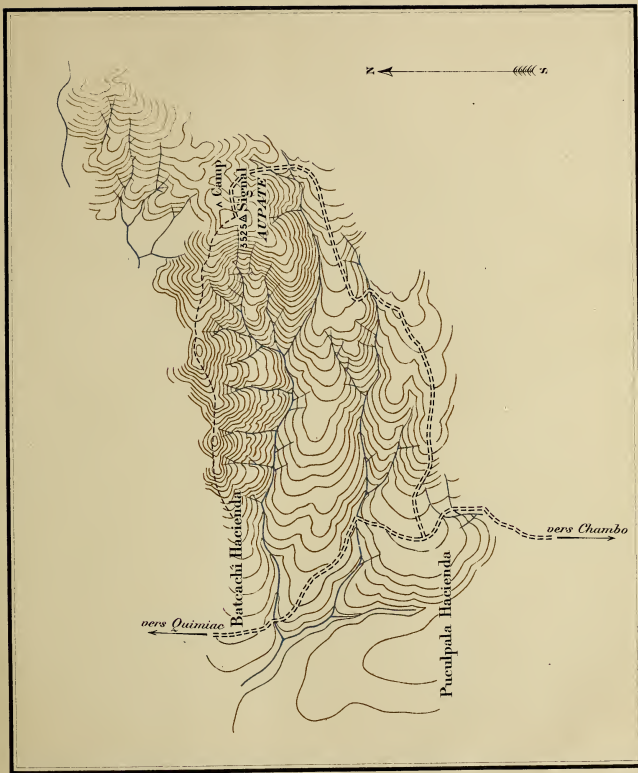 N
Camp
3525 Signal
AUPATE
Batcachi Hacienda
vers Quimiac
vers Chambo
Puculpala Hacienda